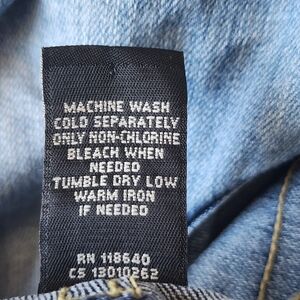 MACHINE WASH
COLD SEPARATELY
ONLY NON-CHLORINE
BLEACH WHEN
NEEDED
TUMBLE DRY LOW
WARM IRON
IF NEEDED
RN 118640
CS 13010262